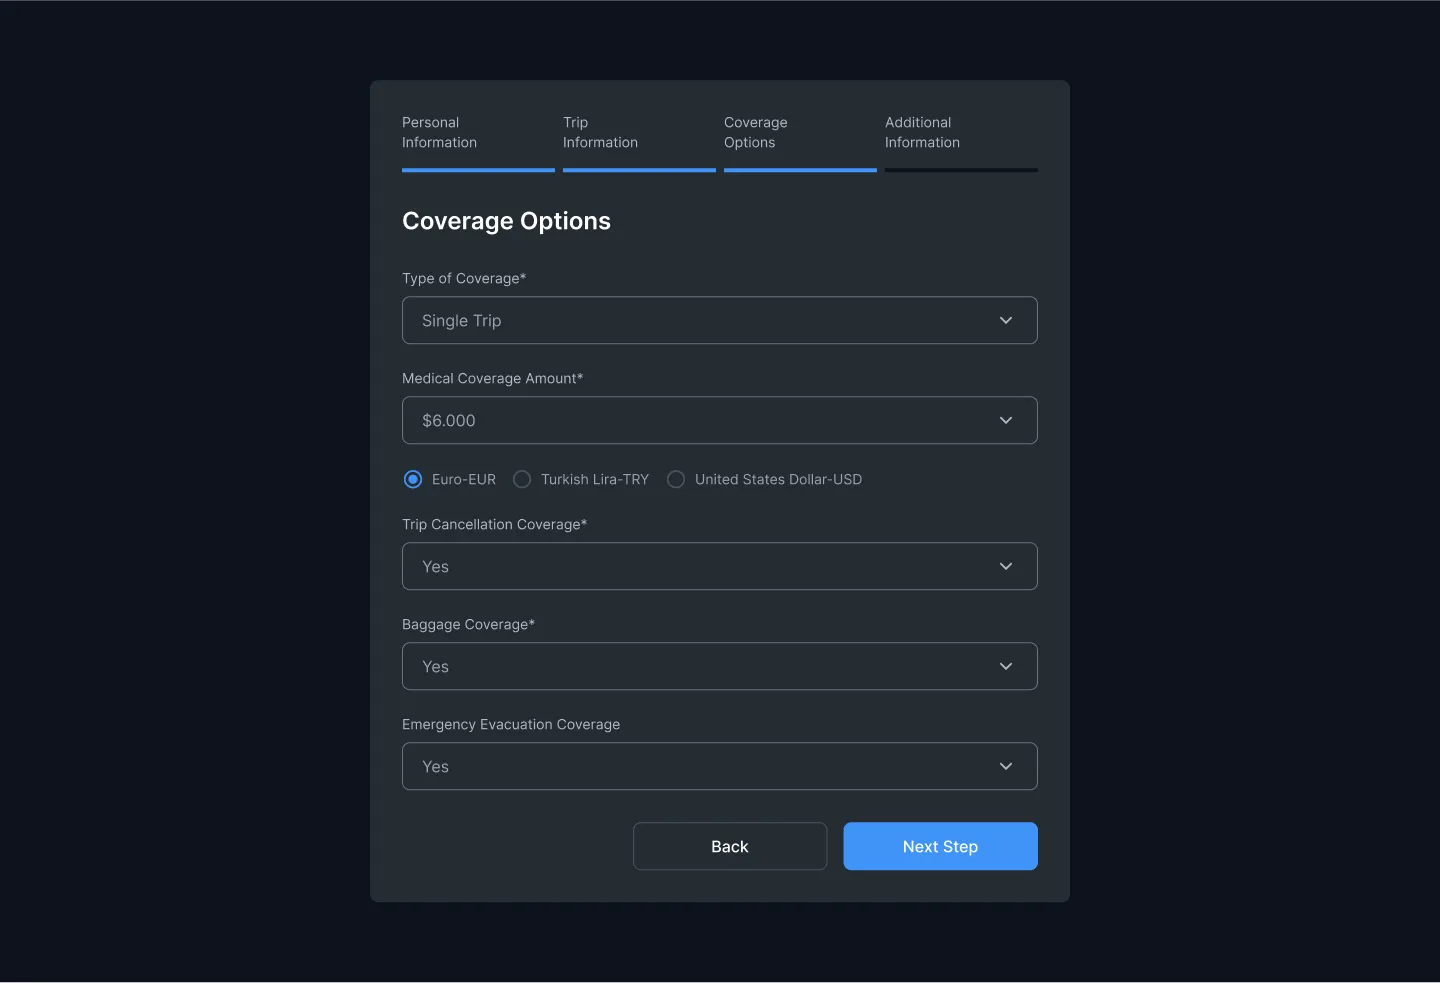 Personal
Information
Trip
Information
Coverage
Options
Additional
Information
Coverage Options
Type of Coverage*
Single Trip
Medical Coverage Amount*
$6.000
Euro-EUR
Turkish Lira-TRY
United States Dollar-USD
Trip Cancellation Coverage*
Yes
Baggage Coverage*
Yes
Emergency Evacuation Coverage
Yes
Back
Next Step